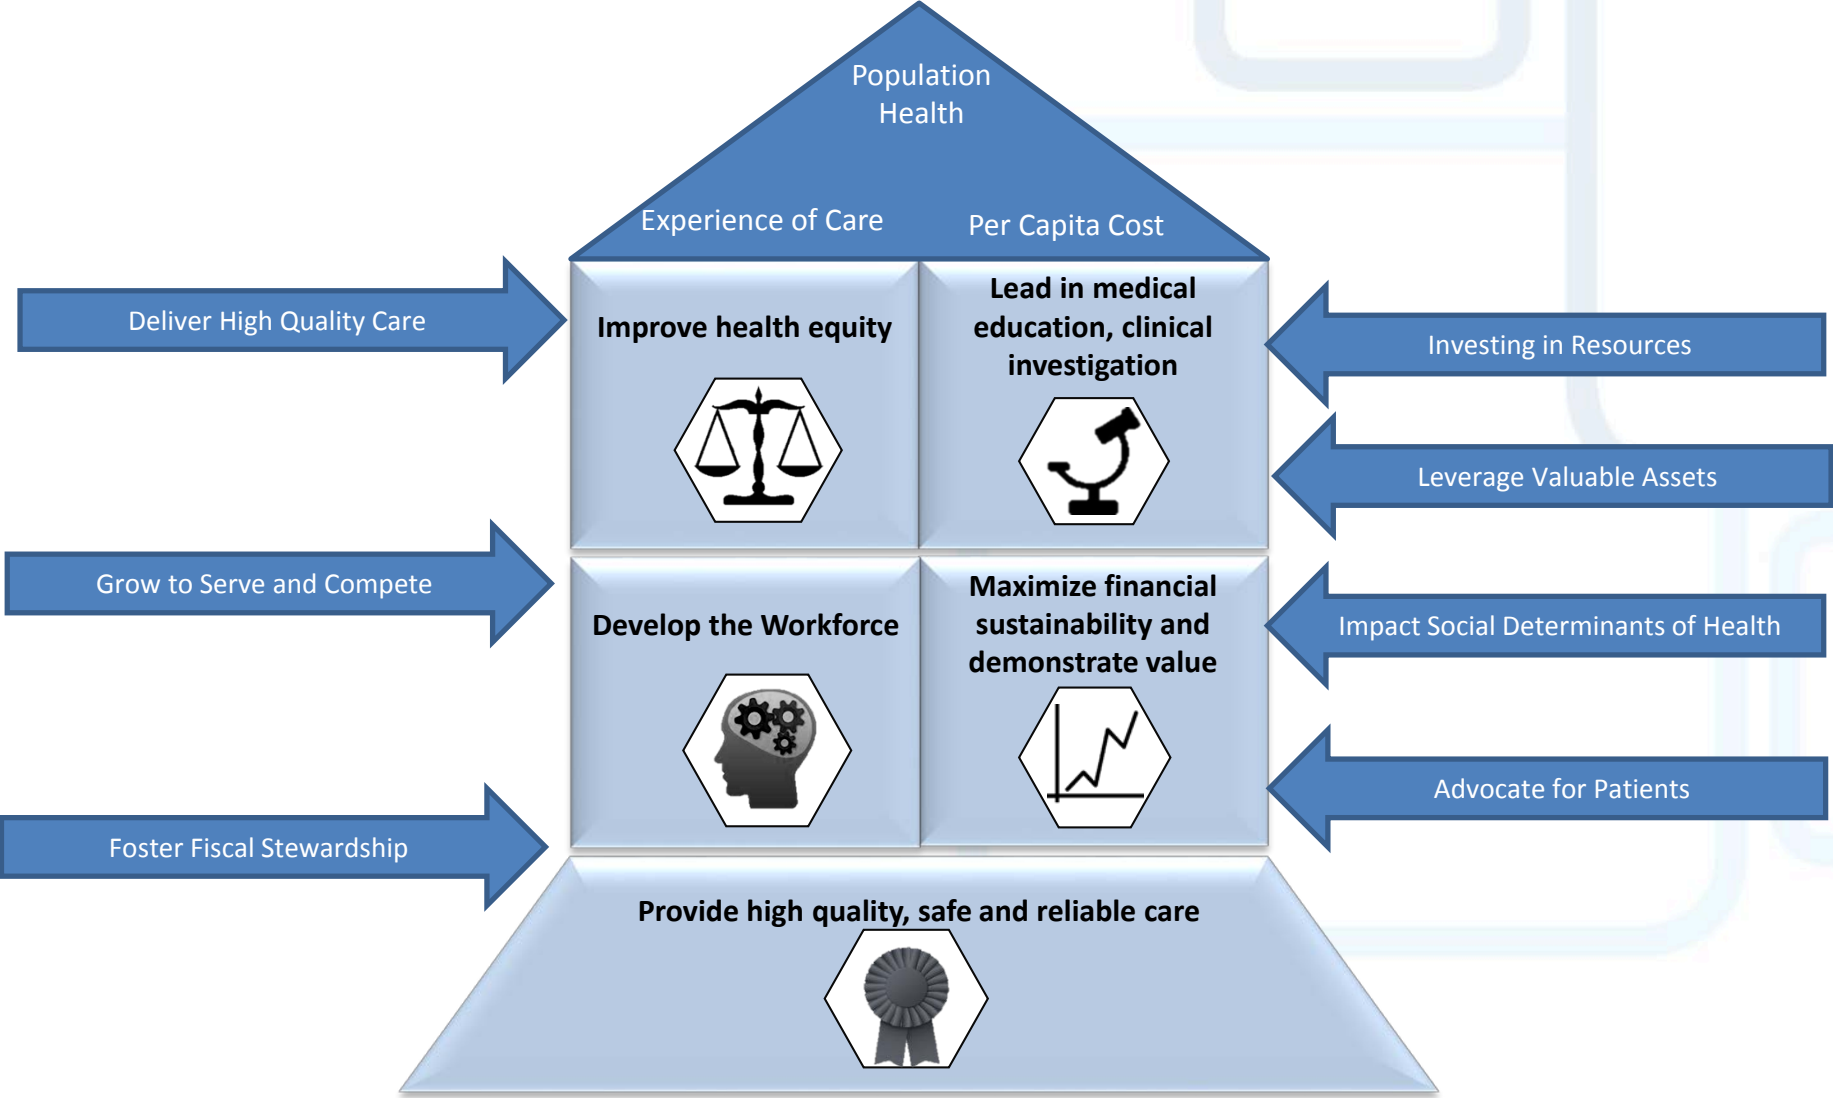 Population
Health
Experience of Care
Per Capita Cost
Deliver High Quality Care
Improve health equity
Lead in medical
education, clinical
investigation
Investing in Resources
Leverage Valuable Assets
Grow to Serve and Compete
Develop the Workforce
Maximize financial
sustainability and
demonstrate value
Impact Social Determinants of Health
Advocate for Patients
Foster Fiscal Stewardship
Provide high quality, safe and reliable care